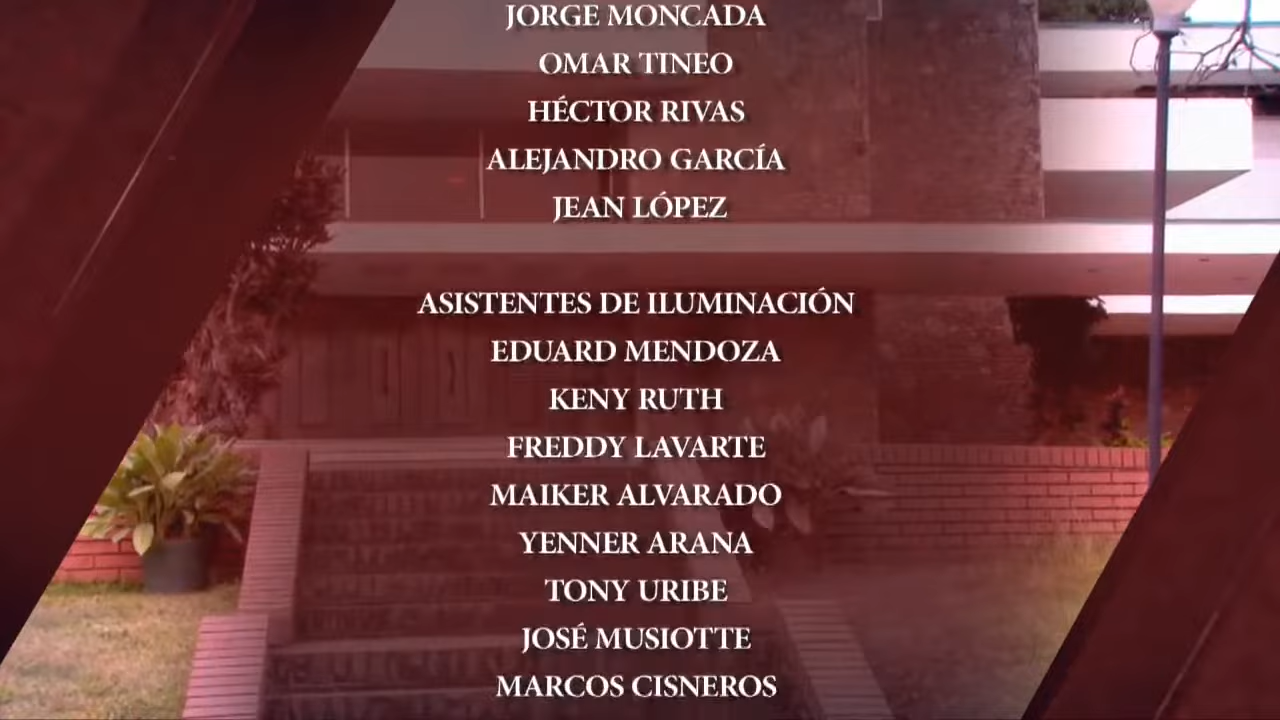 JORGE MONCADA
OMAR TINEO
HÉCTOR RIVAS
ALEJANDRO GARCÍA
JEAN LÓPEZ
ASISTENTES DE ILUMINACIÓN
EDUARD MENDOZA
KENY RUTH
FREDDY LAVARTE
MAIKER ALVARADO
YENNER ARANA
TONY URIBE
JOSÉ MUSIOTTE
MARCOS CISNEROS